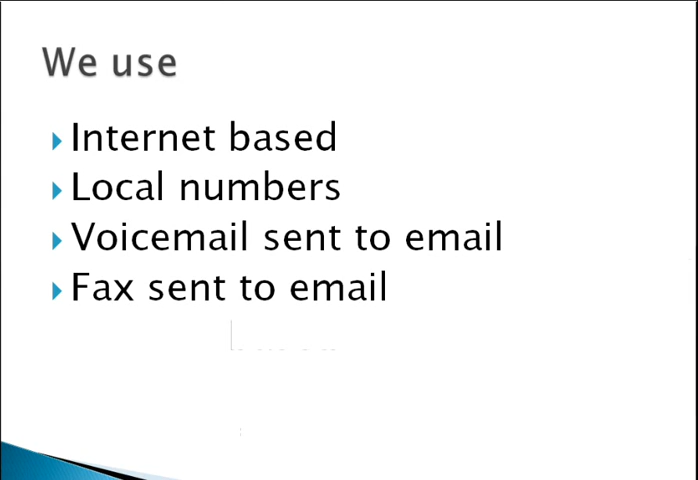 We use
Internet based
Local numbers
Voicemail sent to email
Fax sent to email